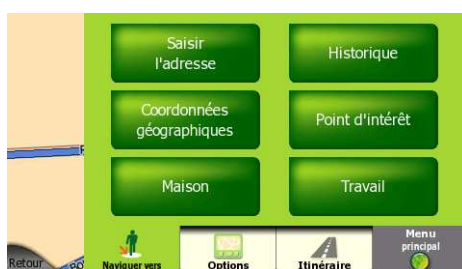 Saisir
l'adresse
Historique
Coordonnées
géographiques
Point d'intérêt
Maison
Travail
Retour
Naviguer vers
Options
Itinéraire
Menu
principal